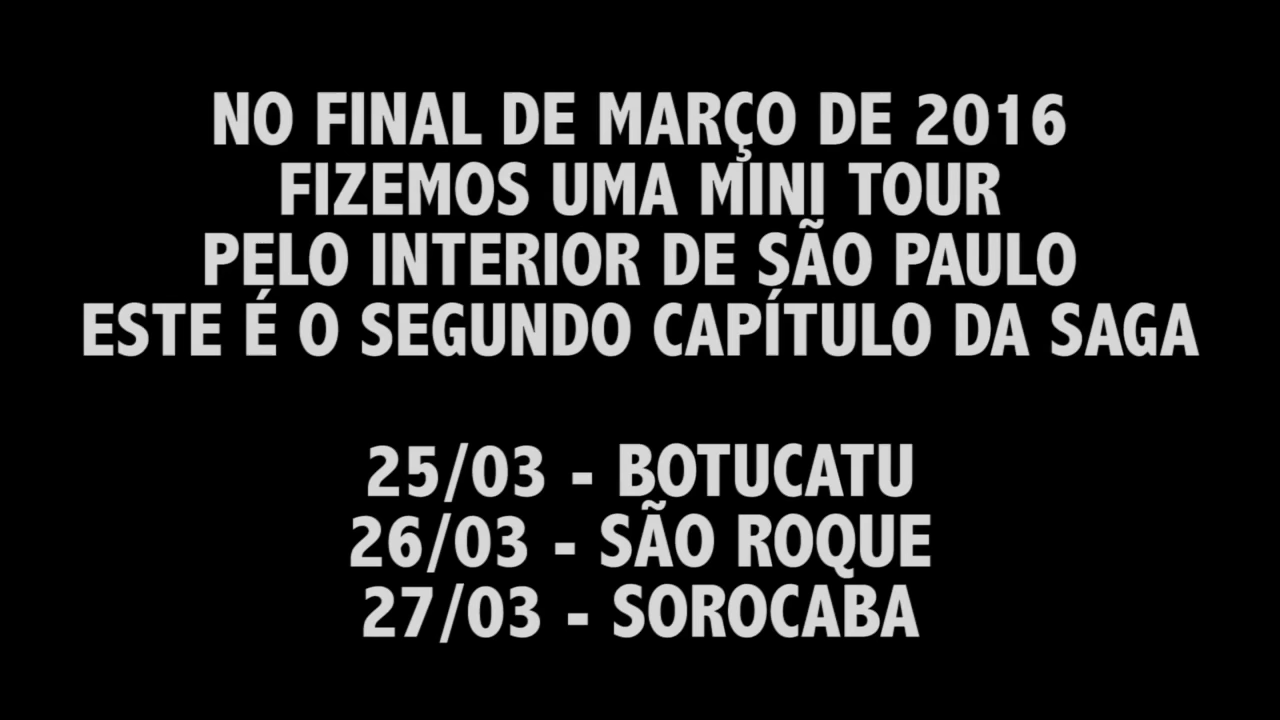 NO FINAL DE MARÇO DE 2016
FIZEMOS UMA MINI TOUR
PELO INTERIOR DE SÃO PAULO
ESTE É O SEGUNDO CAPÍTULO DA SAGA
25/03 - BOTUCATU
26/03 - SÃO ROQUE
27/03 - SOROCABA